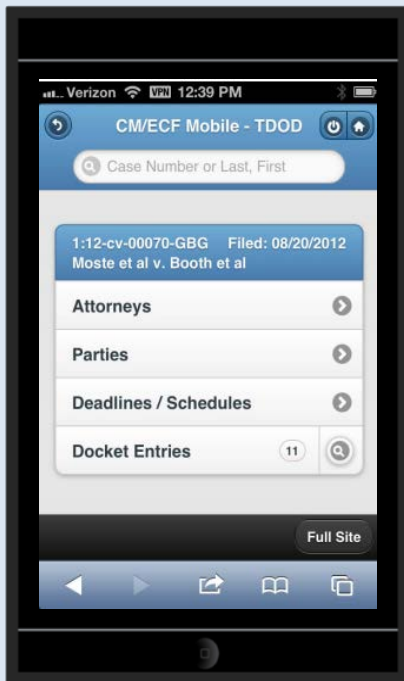 Verizon VPN 12:39 PM
CM/ECF Mobile - TDOD
Case Number or Last, First
1:12-cv-00070-GBG Filed: 08/20/2012
Moste et al v. Booth et al
Attorneys
Parties
Deadlines / Schedules
Docket Entries 11
Full Site